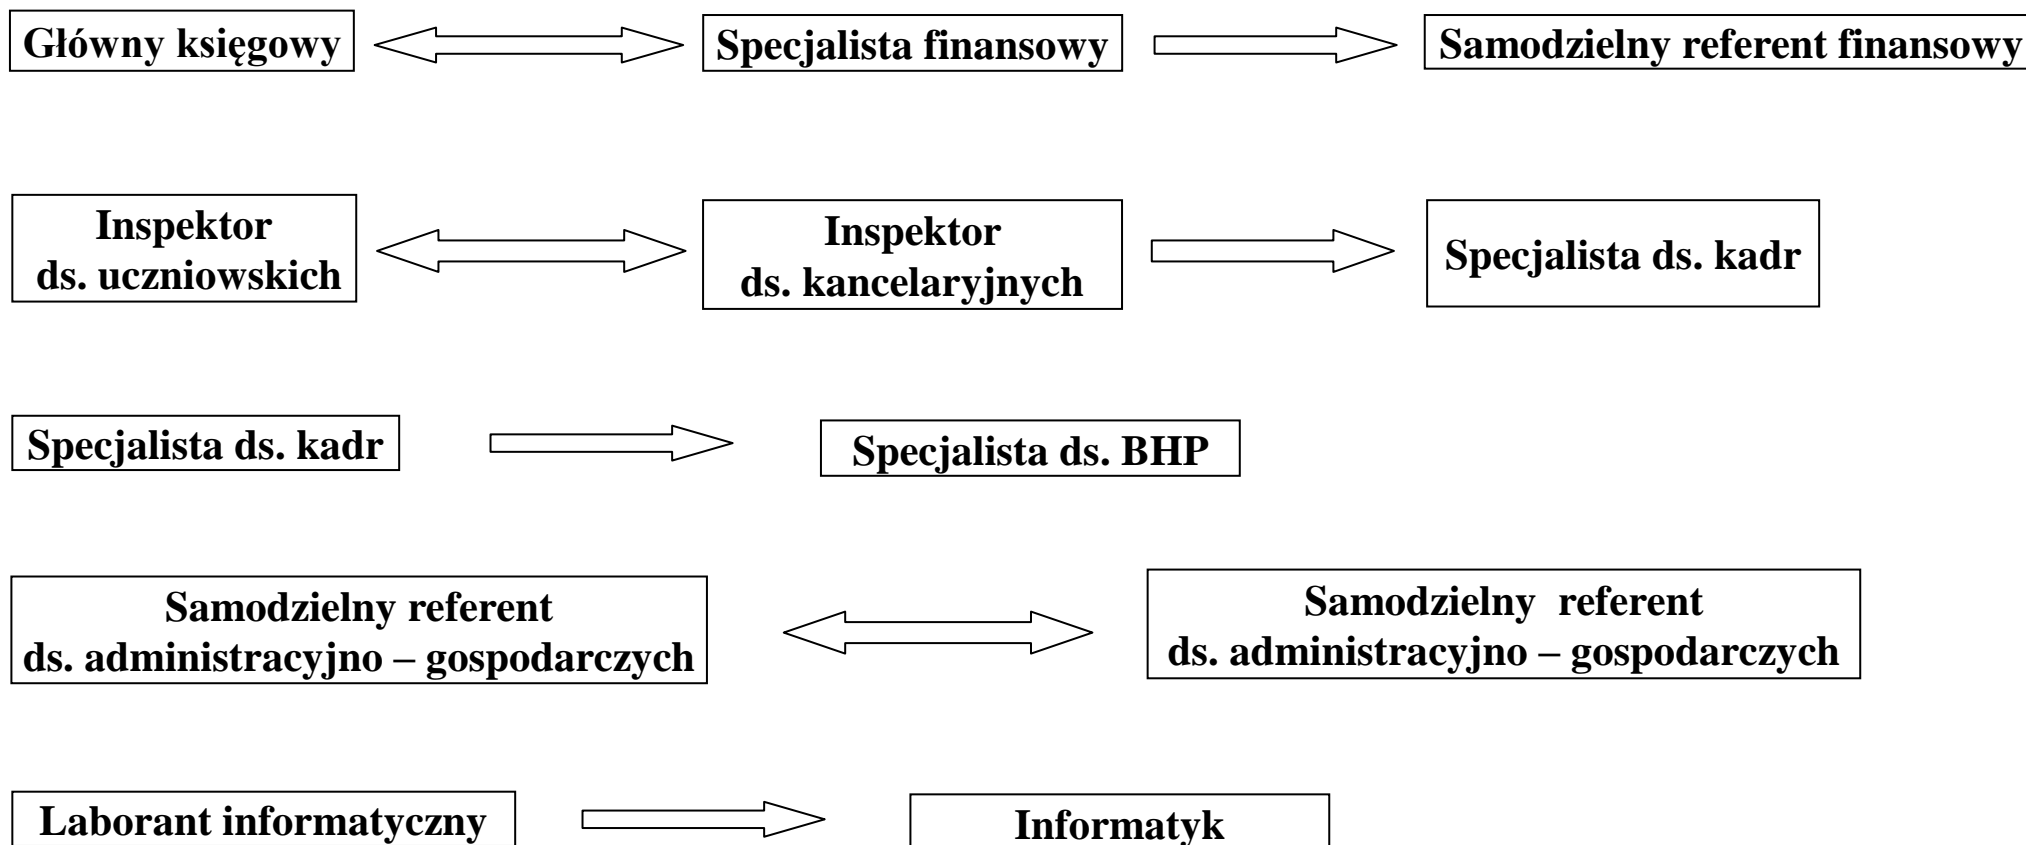 Główny księgowy
Specjalista finansowy
Samodzielny referent finansowy
Inspektor
ds. uczniowskich
Inspektor
ds. kancelaryjnych
Specjalista ds. kadr
Specjalista ds. kadr
Specjalista ds. BHP
Samodzielny referent
ds. administracyjno – gospodarczych
Samodzielny referent
ds. administracyjno – gospodarczych
Laborant informatyczny
Informatyk